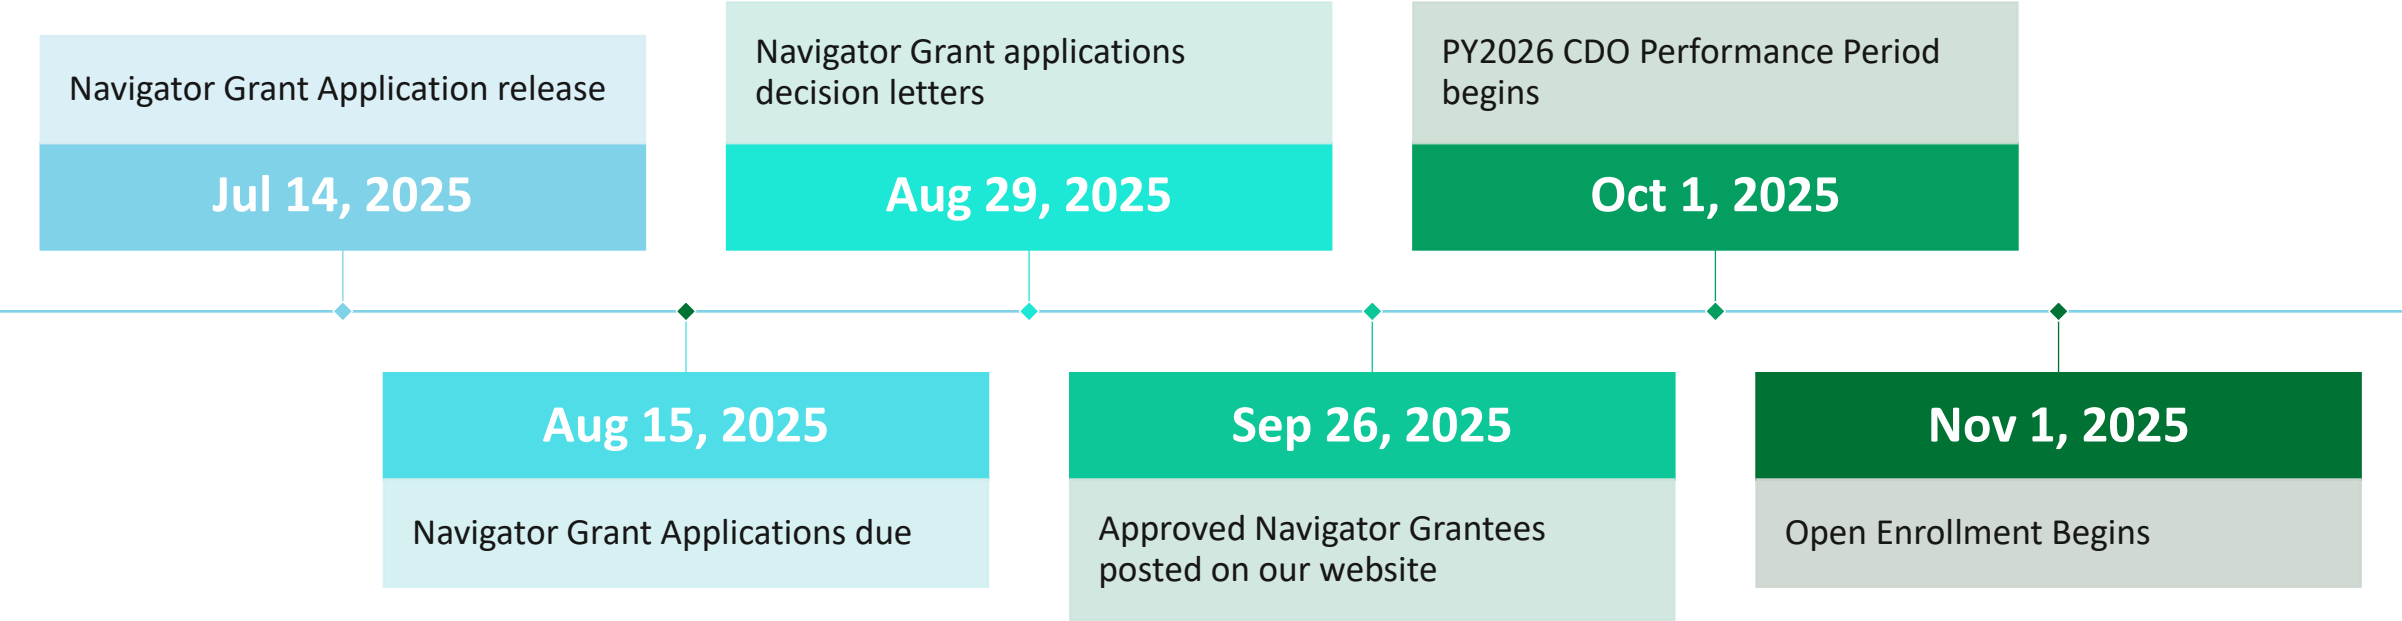 Navigator Grant Application release
Jul 14, 2025
Aug 15, 2025
Navigator Grant Applications due
Navigator Grant applications
decision letters
Aug 29, 2025
Sep 26, 2025
Approved Navigator Grantees
posted on our website
PY2026 CDO Performance Period
begins
Oct 1, 2025
Nov 1, 2025
Open Enrollment Begins